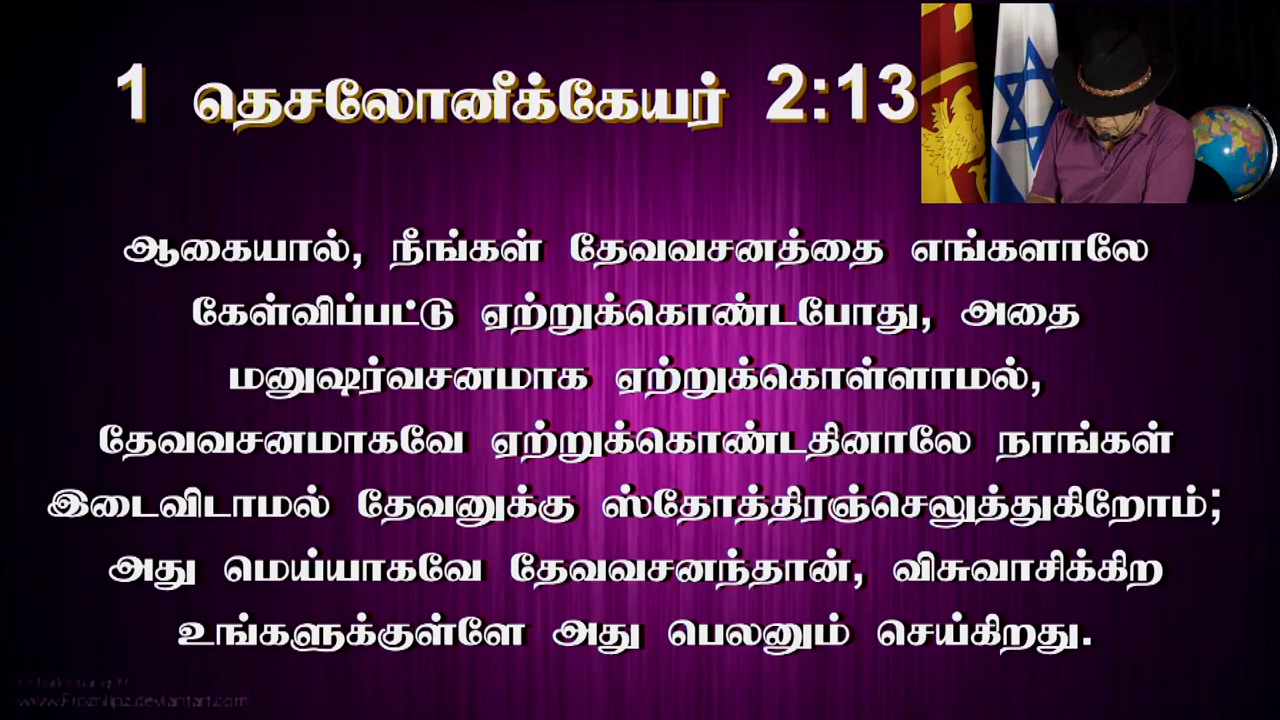 1 தெசலோனீக்கேயர் 2:13
ஆகையால், நீங்கள் தேவவசனத்தை எங்களாலே
கேள்விப்பட்டு ஏற்றுக்கொண்டபோது, அதை
மனுஷர்வசனமாக ஏற்றுக்கொள்ளாமல்,
தேவவசனமாகவே ஏற்றுக்கொண்டதினாலே நாங்கள்
இடைவிடாமல் தேவனுக்கு ஸ்தோத்திரஞ்செலுத்துகிறோம்;
அது மெய்யாகவே தேவவசனந்தான், விசுவாசிக்கிற
உங்களுக்குள்ளே அது பெலனும் செய்கிறது.